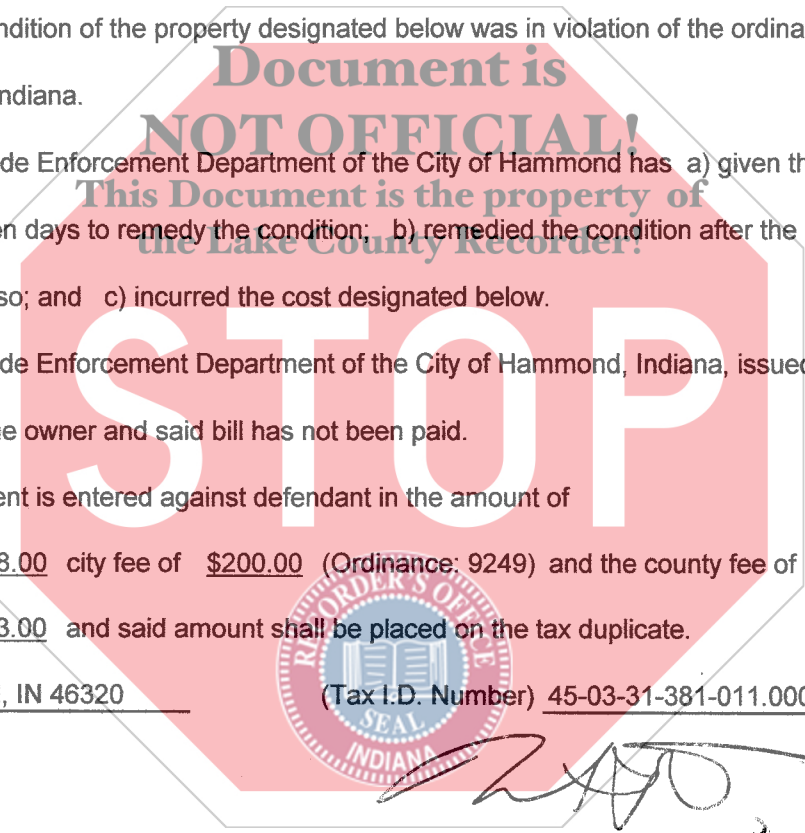 ndition of the property designated below was in violation of the ordina
Document is
ndiana.
NOT OFFICIAL!
de Enforcement Department of the City of Hammond has a) given th
This Document is the property of
n days to remedy the condition; b) remedied the condition after the
the Lake County Recorder!
so; and c) incurred the cost designated below.
STOP
de Enforcement Department of the City of Hammond, Indiana, issued
e owner and said bill has not been paid.
ent is entered against defendant in the amount of
8.00 city fee of $200.00 (Ordinance: 9249) and the county fee of
3.00 and said amount shall be placed on the tax duplicate.
RECORDER'S OFFICE
, IN 46320 (Tax I.D. Number) 45-03-31-381-011.000
SEAL
INDIANA